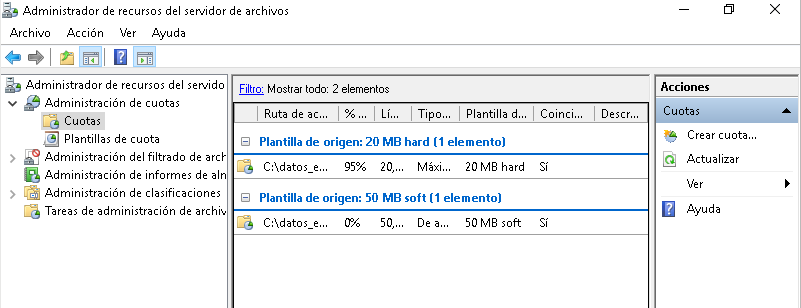 Administrador de recursos del servidor de archivos
Archivo Acción Ver Ayuda
Administrador de recursos del servido
Administración de cuotas
Cuotas
Plantillas de cuota
Administración del filtrado de arch
Administración de informes de alm
Administración de clasificaciones
Tareas de administración de archiv
Filtro: Mostrar todo: 2 elementos
Ruta de ac... % ... Lí... Tipo... Plantilla d... Coinci... Descr...
Plantilla de origen: 20 MB hard (1 elemento)
C:\datos_e... 95% 20,... Máxi... 20 MB hard Sí
Plantilla de origen: 50 MB soft (1 elemento)
C:\datos_e... 0% 50,... De a... 50 MB soft Sí
Acciones
Cuotas
Crear cuota...
Actualizar
Ver
Ayuda